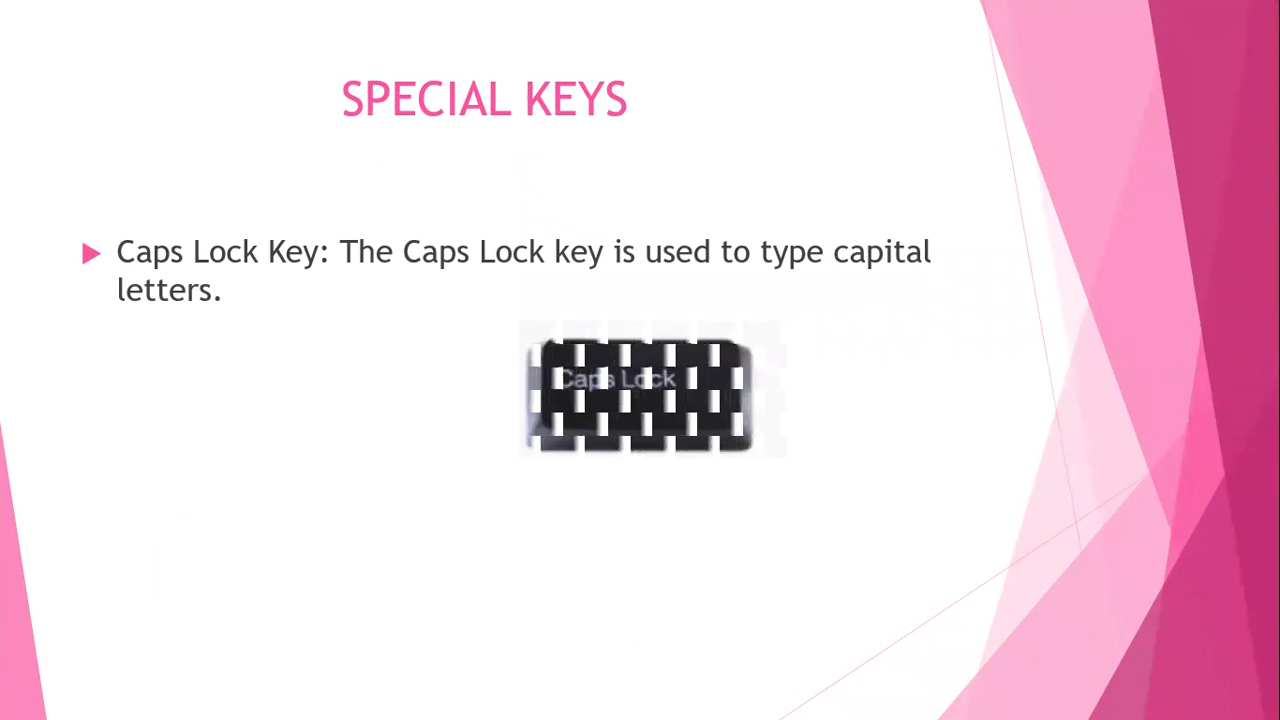 SPECIAL KEYS
Caps Lock Key: The Caps Lock key is used to type capital
letters.
Caps Lock